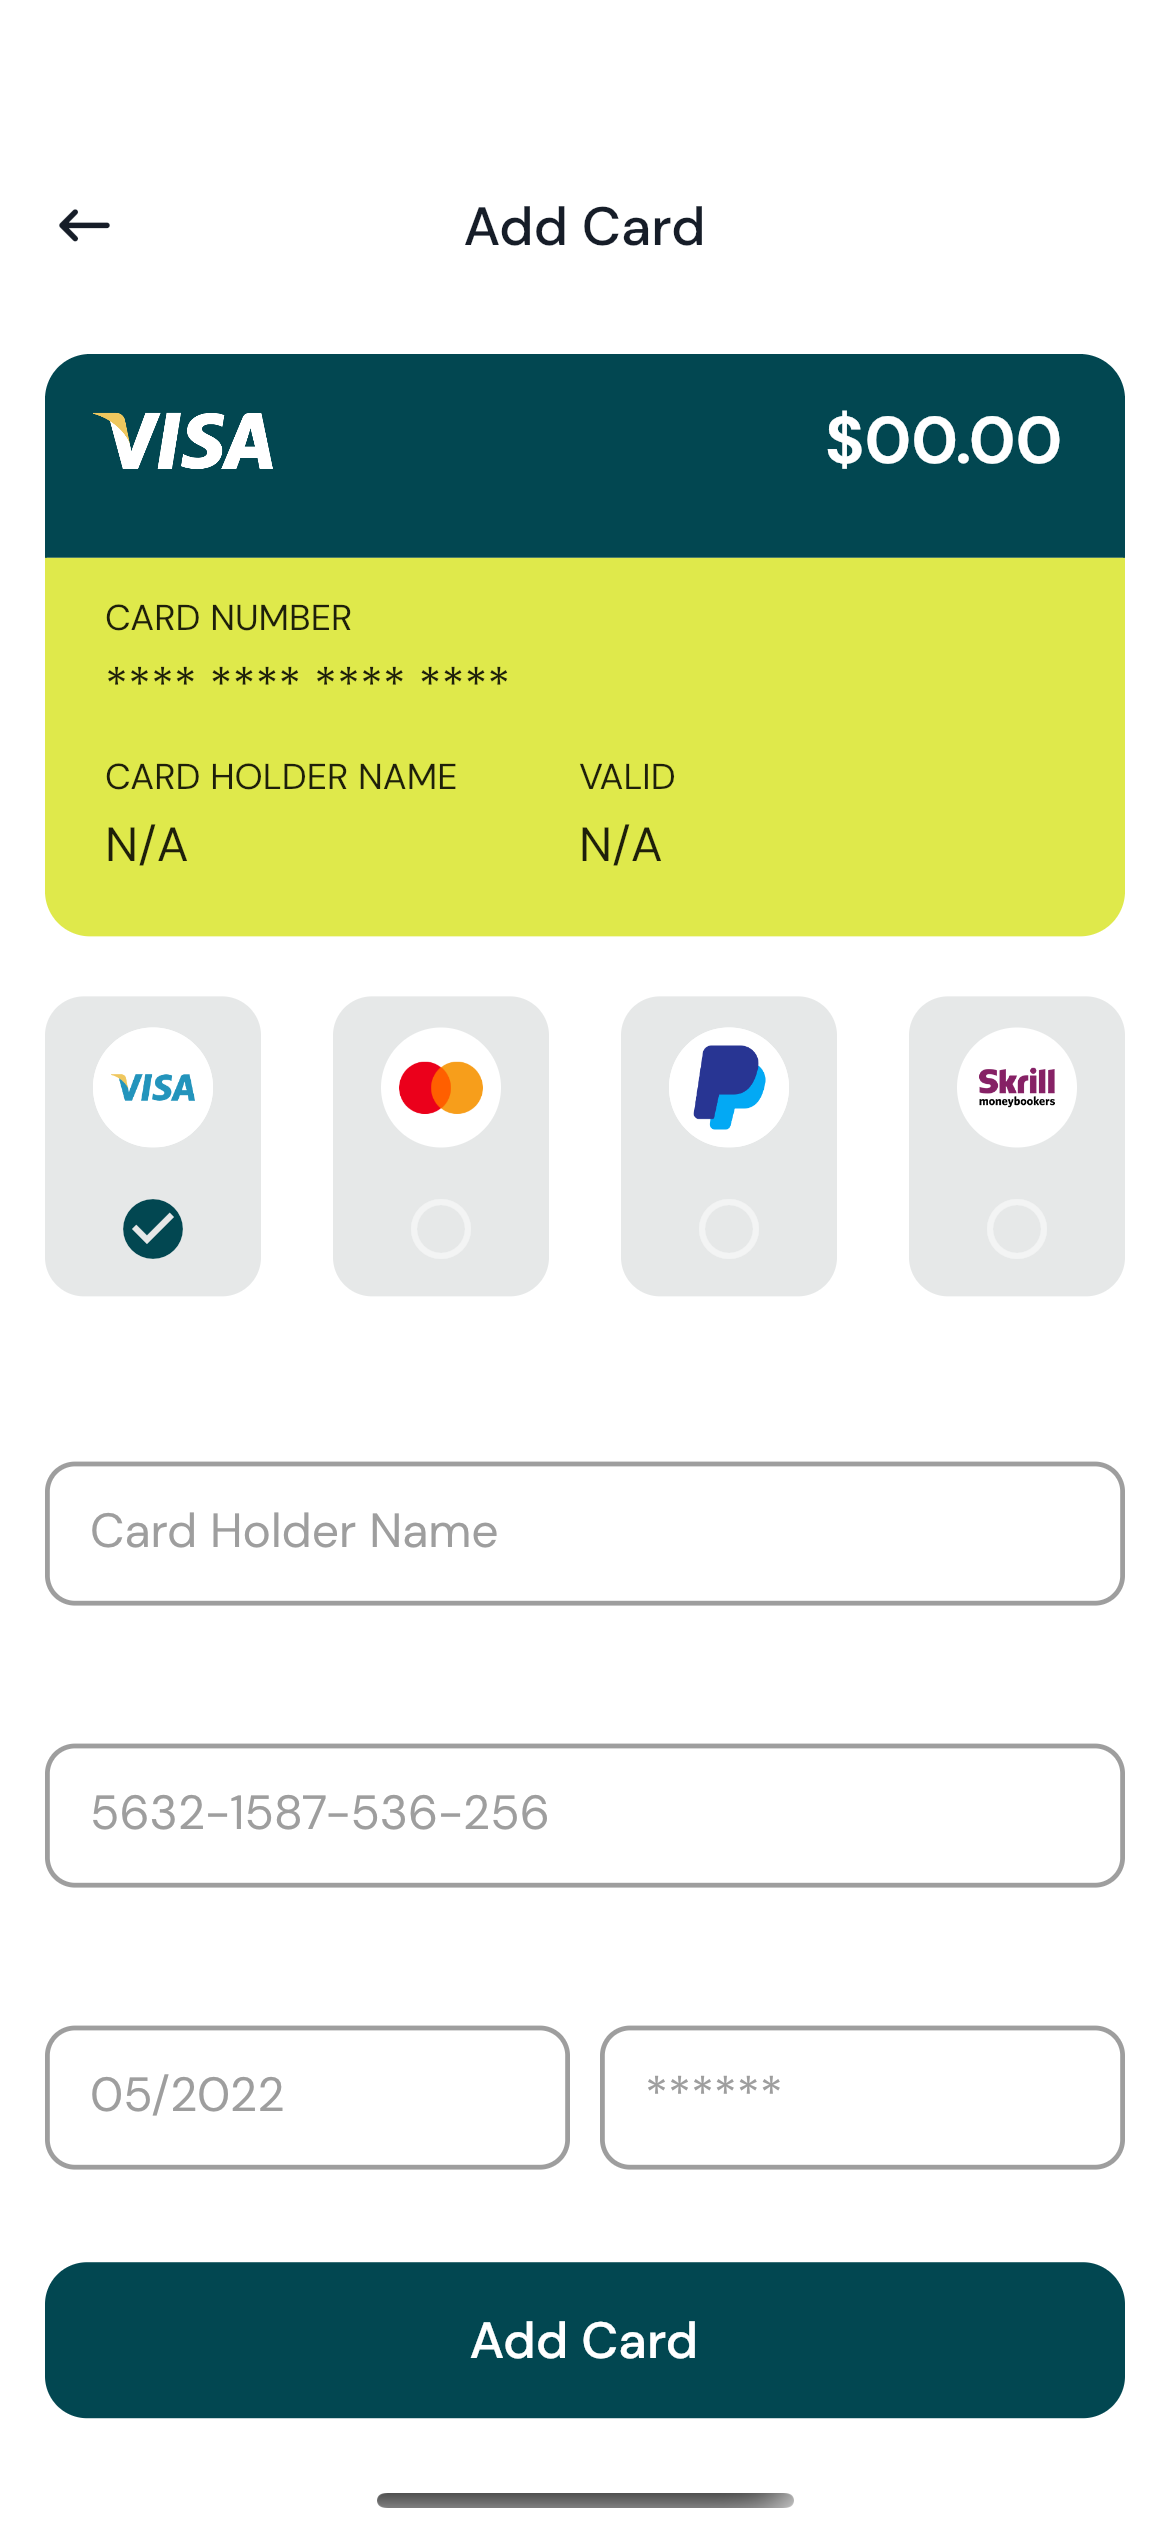 Add Card
VISA $00.00
CARD NUMBER
**** **** **** ****
CARD HOLDER NAME VALID
N/A N/A
VISA Skrill
moneybookers
Card Holder Name
5632-1587-536-256
05/2022 ******
Add Card